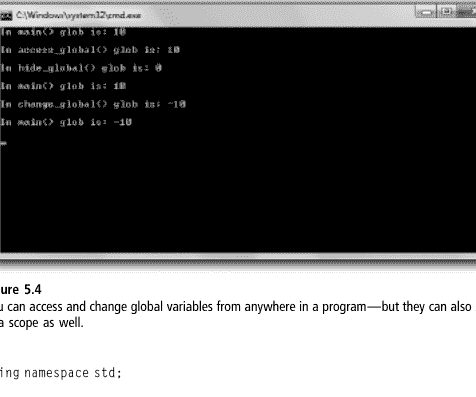 C:\Windows\system32\cmd.exe
In main() glob is: 10
In access_global() glob is: 10
In hide_global() glob is: 0
In main() glob is: 10
In change_global() glob is: -10
In main() glob is: -10
ure 5.4
u can access and change global variables from anywhere in a program—but they can also
a scope as well.
ing namespace std;